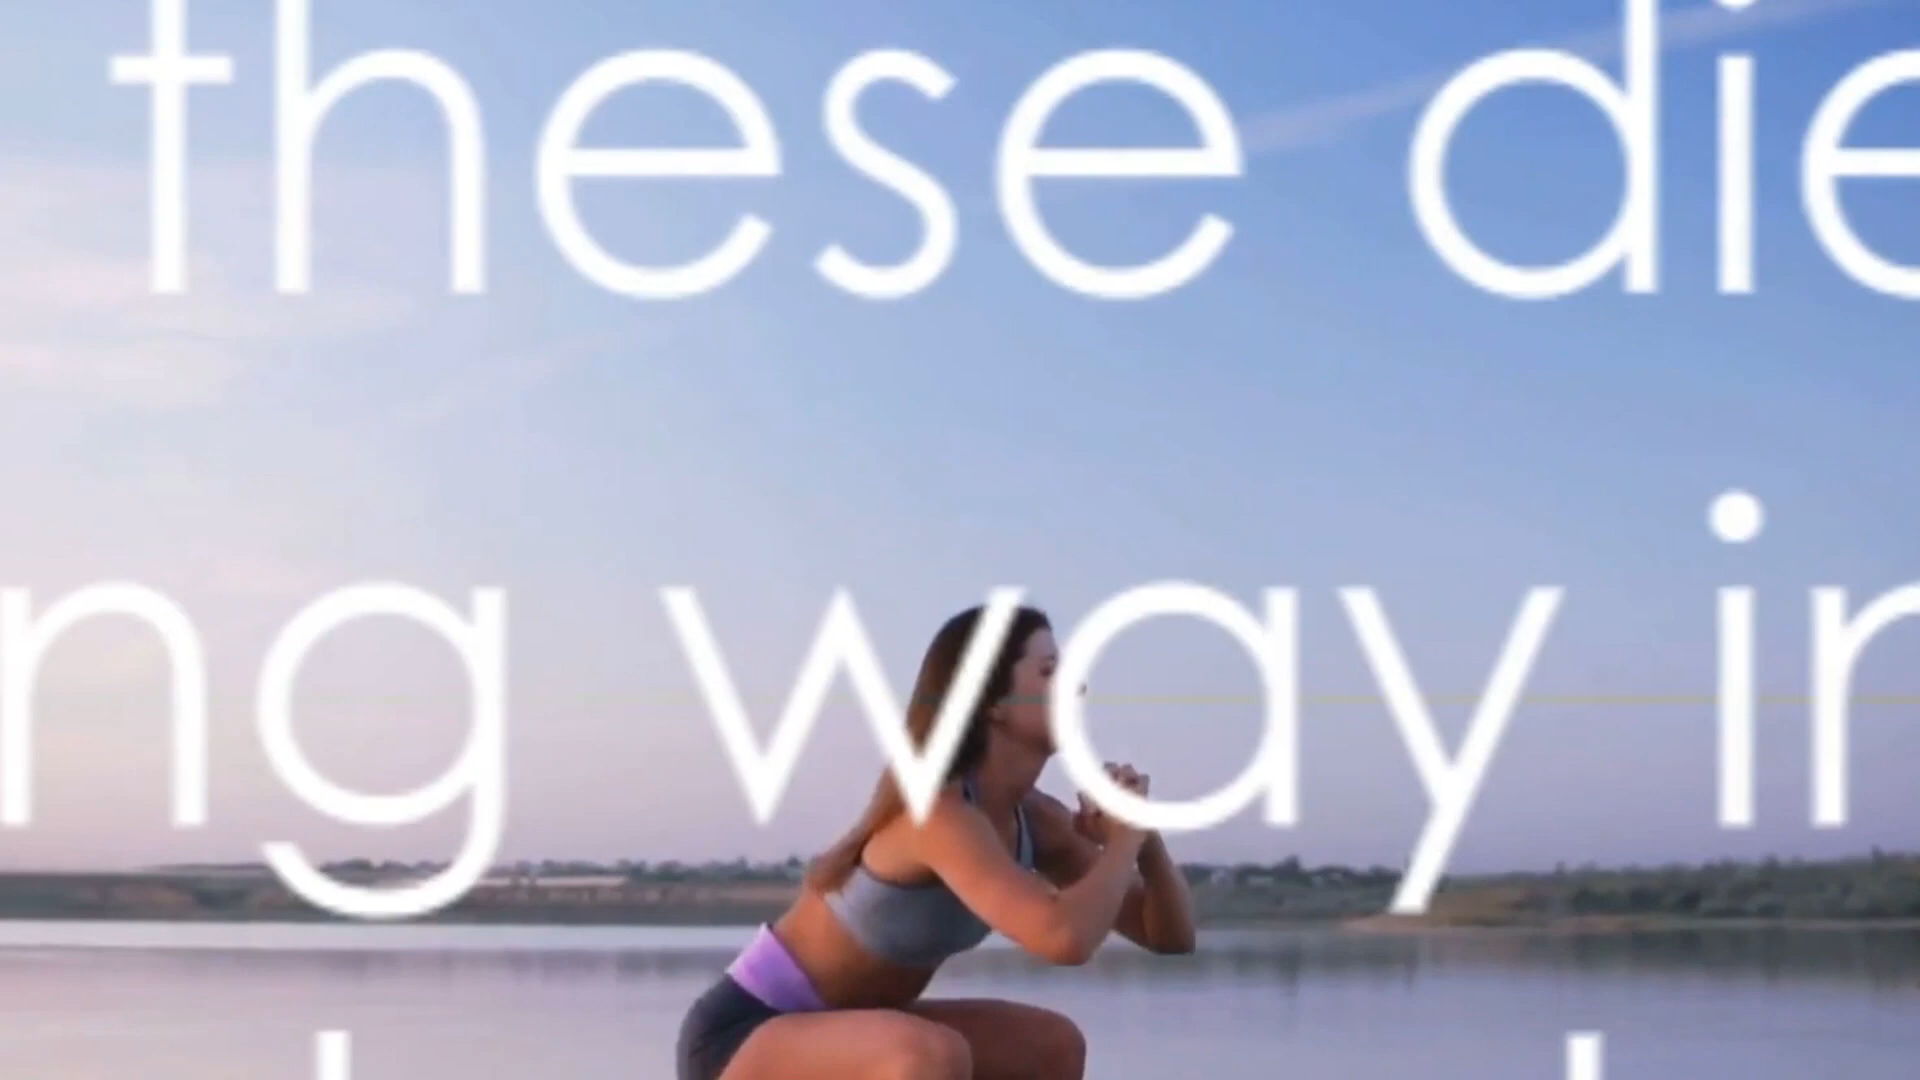 these die
ng way in